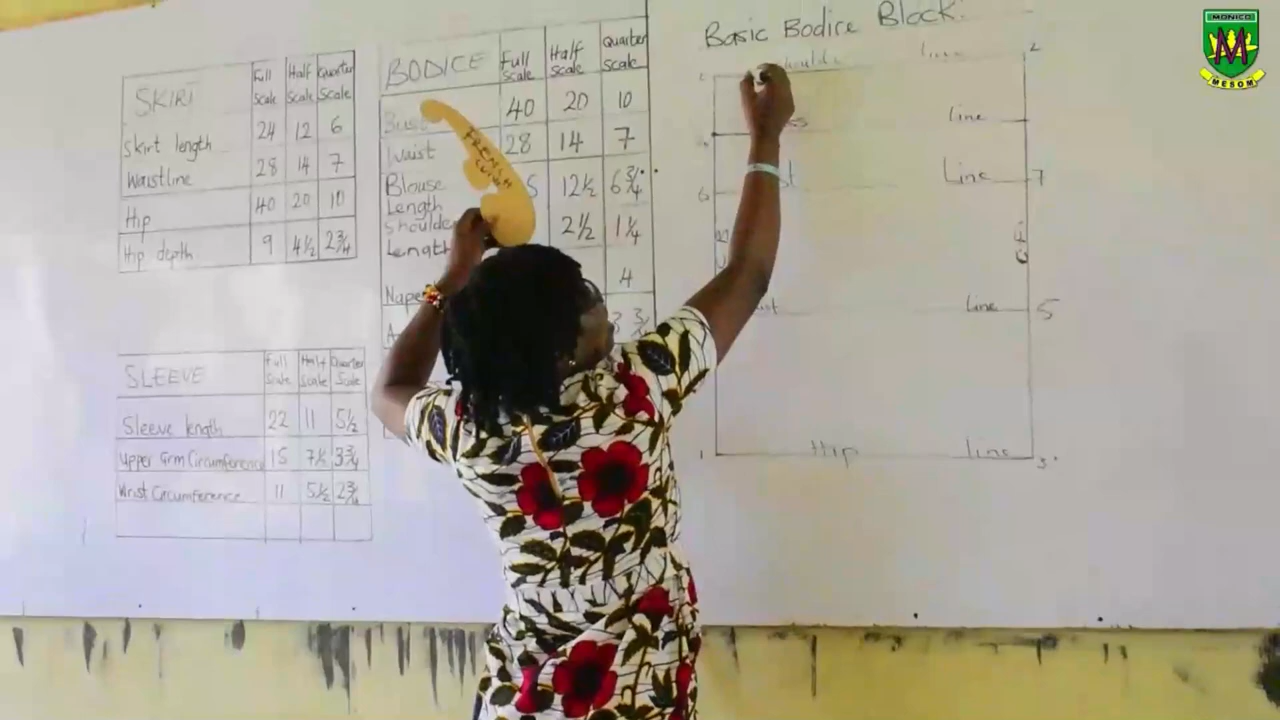 MONICO
M
MESOM
Basic Bodice Block.
SKIRT Full Scale Half Scale Quarter Scale
Skirt length 24 12 6
Waistline 28 14 7
Hip 40 20 10
Hip depth 9 4½ 2¾
BODICE Full Scale Half Scale Quarter Scale
Bust 40 20 10
Waist 28 14 7
Blouse Length 5 12½ 6¾
Shoulder Length 2½ 1¼
Nape 4
FRENCH CURVE
SLEEVE Full Scale Half Scale Quarter Scale
Sleeve length 22 11 5½
Upper Arm Circumference 15 7½ 3¾
Wrist Circumference 11 5½ 2¾
line 2
line
6 line 7
line 5
1 Hip line 3